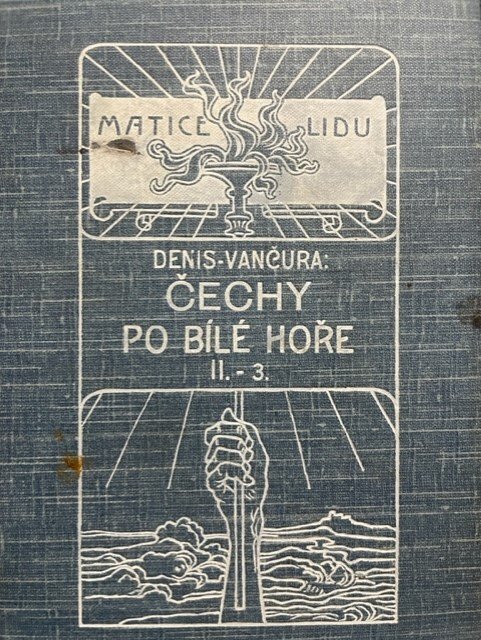 MATICE LIDU
DENIS-VANČURA:
ČECHY
PO BÍLÉ HOŘE
II.-3.